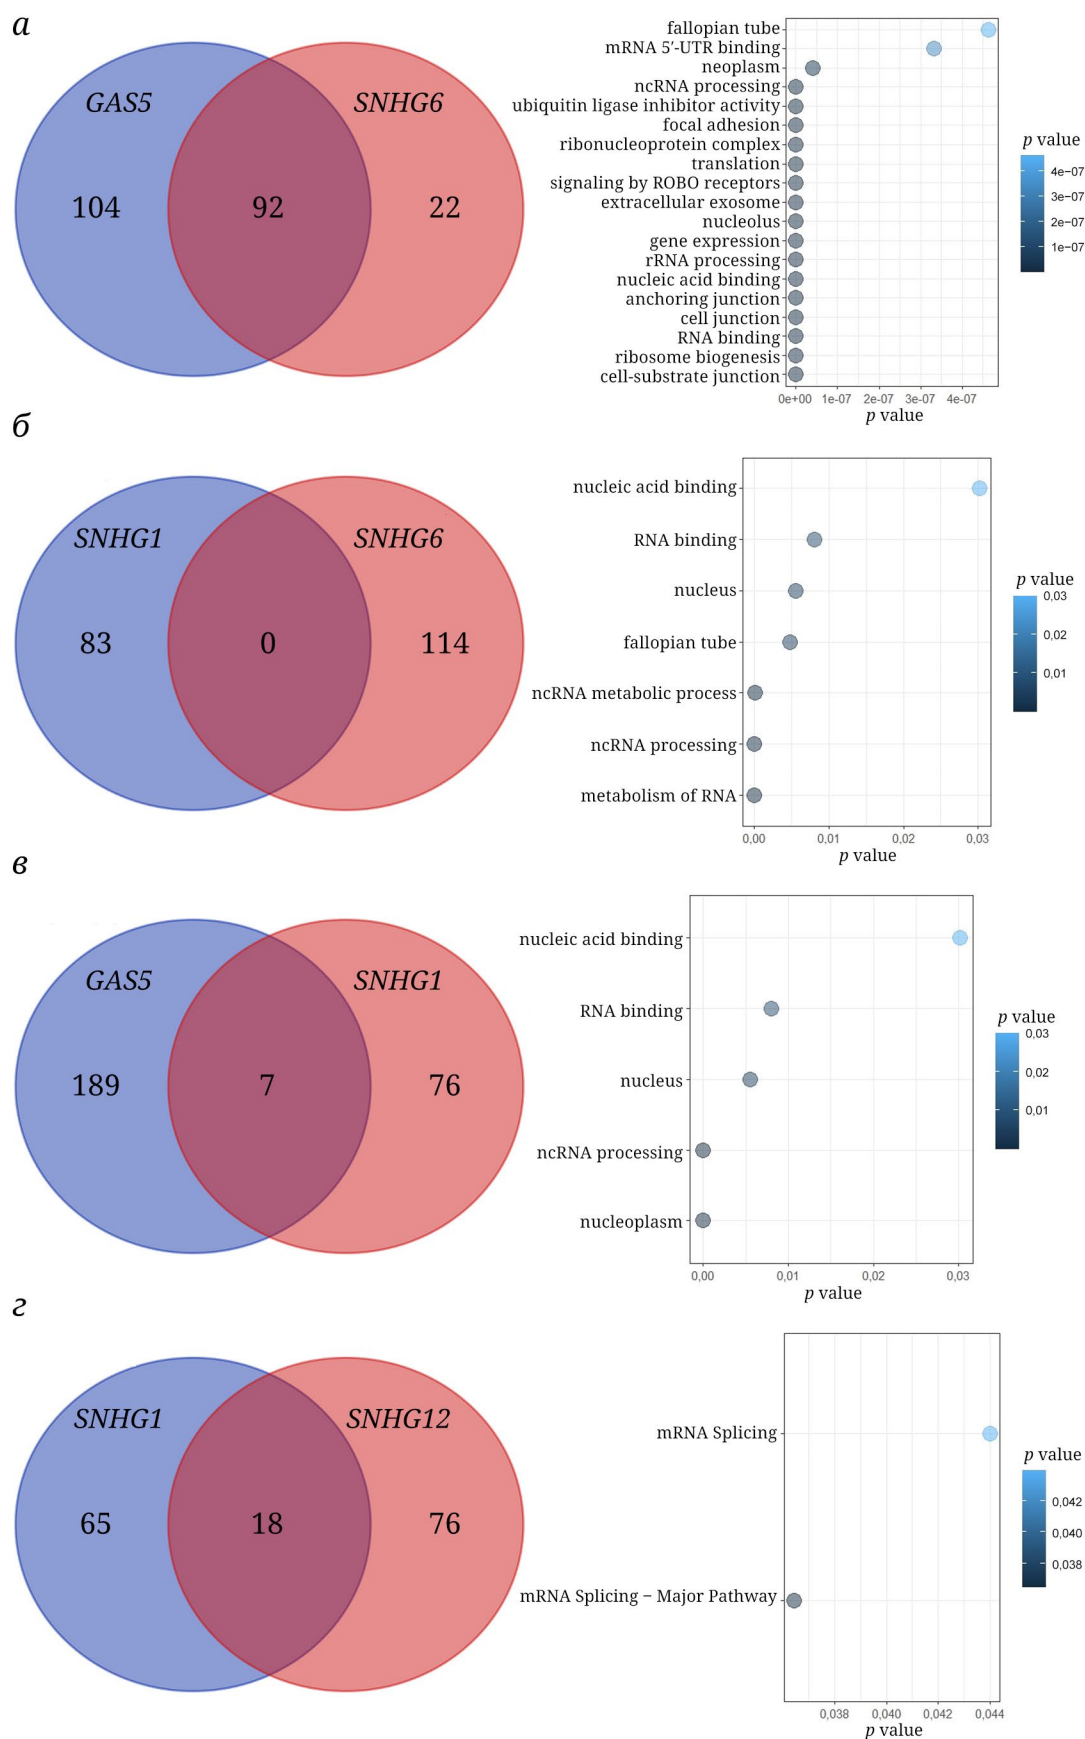 а
GAS5
SNHG6
104
92
22
fallopian tube
mRNA 5′-UTR binding
neoplasm
ncRNA processing
ubiquitin ligase inhibitor activity
focal adhesion
ribonucleoprotein complex
translation
signaling by ROBO receptors
extracellular exosome
nucleolus
gene expression
rRNA processing
nucleic acid binding
anchoring junction
cell junction
RNA binding
ribosome biogenesis
cell-substrate junction
0e+00 1e-07 2e-07 3e-07 4e-07
p value
p value
4e-07
3e-07
2e-07
1e-07
б
SNHG1
SNHG6
83
0
114
nucleic acid binding
RNA binding
nucleus
fallopian tube
ncRNA metabolic process
ncRNA processing
metabolism of RNA
0,00 0,01 0,02 0,03
p value
p value
0,03
0,02
0,01
в
GAS5
SNHG1
189
7
76
nucleic acid binding
RNA binding
nucleus
ncRNA processing
nucleoplasm
0,00 0,01 0,02 0,03
p value
p value
0,03
0,02
0,01
г
SNHG1
SNHG12
65
18
76
mRNA Splicing
mRNA Splicing – Major Pathway
0,038 0,040 0,042 0,044
p value
p value
0,042
0,040
0,038